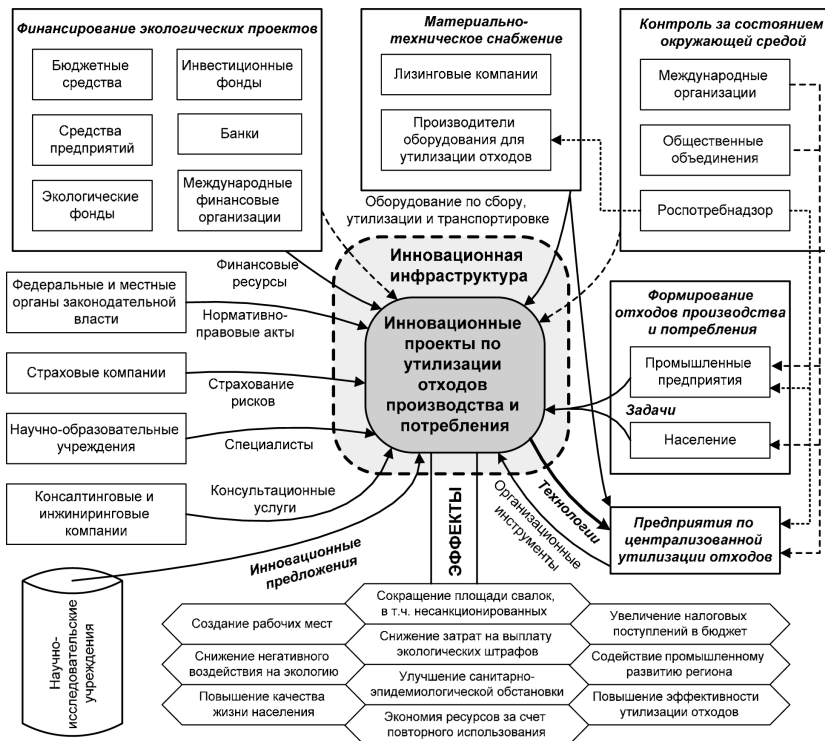 Финансирование экологических проектов
Бюджетные
средства
Инвестиционные
фонды
Средства
предприятий
Банки
Экологические
фонды
Международные
финансовые
организации
Материально-
техническое снабжение
Лизинговые компании
Производители
оборудования для
утилизации отходов
Контроль за состоянием
окружающей средой
Международные
организации
Общественные
объединения
Роспотребнадзор
Оборудование по сбору,
утилизации и транспортировке
Финансовые
ресурсы
Инновационная
инфраструктура
Инновационные
проекты по
утилизации
отходов
производства и
потребления
Федеральные и местные
органы законодательной
власти
Нормативно-
правовые акты
Страховые компании
Страхование
рисков
Научно-образовательные
учреждения
Специалисты
Консалтинговые и
инжиниринговые
компании
Консультационные
услуги
Формирование
отходов производства
и потребления
Промышленные
предприятия
Задачи
Население
Предприятия по
централизованной
утилизации отходов
Технологии
Организационные
инструменты
ЭФФЕКТЫ
Инновационные
предложения
Научно-
исследовательские
учреждения
Создание рабочих мест
Снижение негативного
воздействия на экологию
Повышение качества
жизни населения
Сокращение площади свалок,
в т.ч. несанкционированных
Снижение затрат на выплату
экологических штрафов
Улучшение санитарно-
эпидемиологической обстановки
Экономия ресурсов за счет
повторного использования
Увеличение налоговых
поступлений в бюджет
Содействие промышленному
развитию региона
Повышение эффективности
утилизации отходов